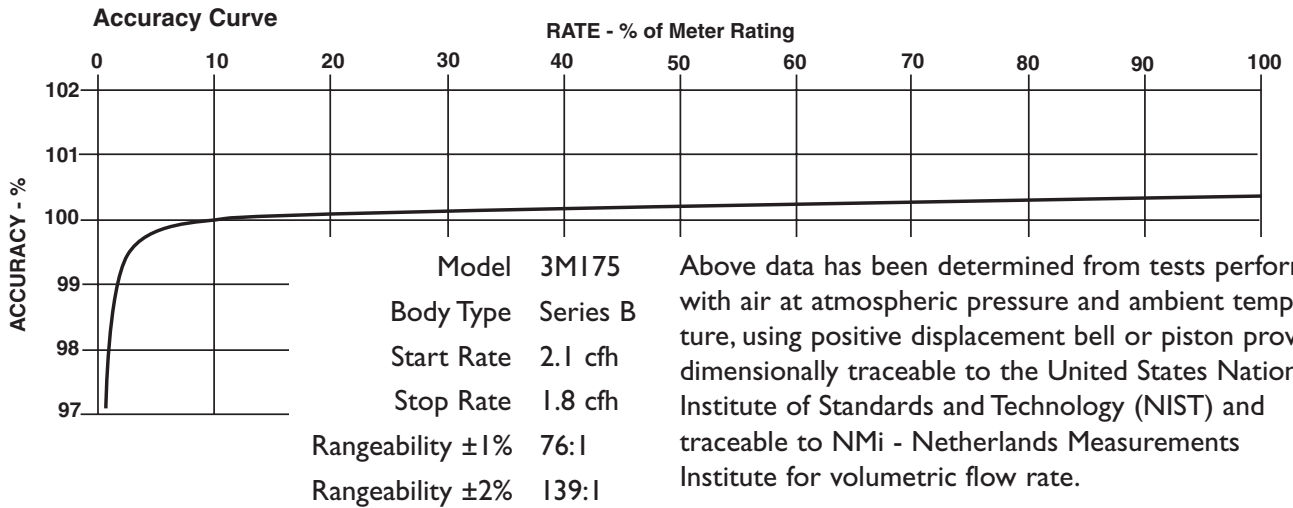 Accuracy Curve
RATE - % of Meter Rating
0 10 20 30 40 50 60 70 80 90 100
102
101
100
99
98
97
ACCURACY - %
Model 3M175
Body Type Series B
Start Rate 2.1 cfh
Stop Rate 1.8 cfh
Rangeability ±1% 76:1
Rangeability ±2% 139:1
Above data has been determined from tests perform
with air at atmospheric pressure and ambient temp
ture, using positive displacement bell or piston prov
dimensionally traceable to the United States Nation
Institute of Standards and Technology (NIST) and
traceable to NMi - Netherlands Measurements
Institute for volumetric flow rate.